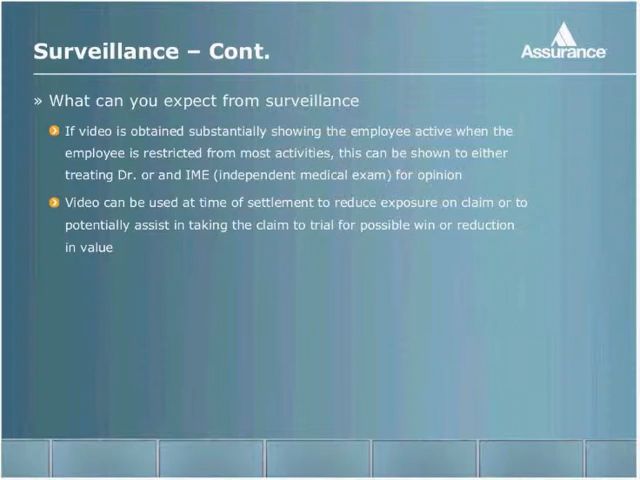 Surveillance – Cont.
Assurance
» What can you expect from surveillance
If video is obtained substantially showing the employee active when the
employee is restricted from most activities, this can be shown to either
treating Dr. or and IME (independent medical exam) for opinion
Video can be used at time of settlement to reduce exposure on claim or to
potentially assist in taking the claim to trial for possible win or reduction
in value